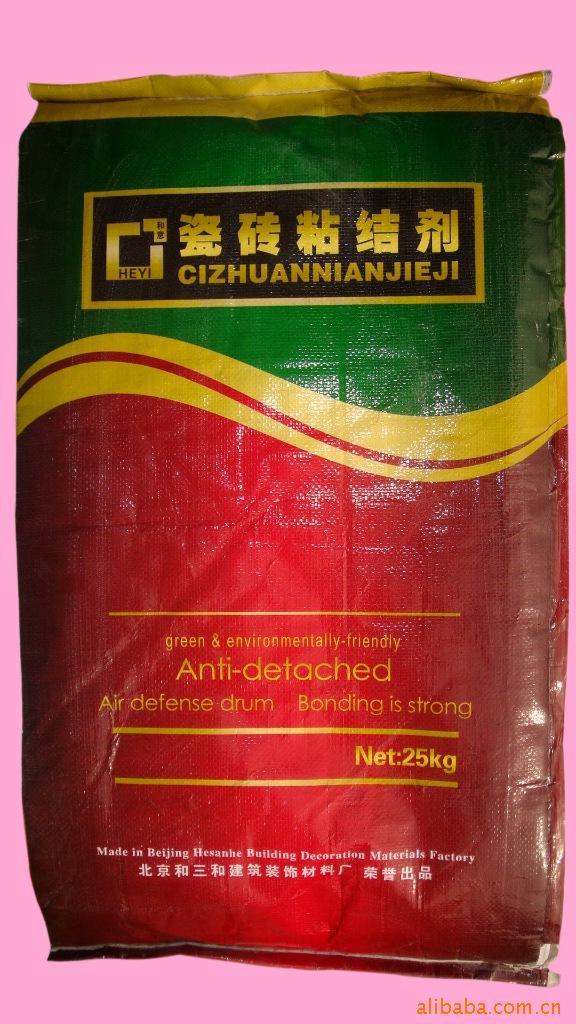 和意
HEYI
瓷砖粘结剂
CIZHUANNIANJIEJI
green & environmentally-friendly
Anti-detached
Air defense drum Bonding is strong
Net:25kg
Made in Beijing Hesanhe Building Decoration Materials Factory
北京和三和建筑装饰材料厂 荣誉出品
alibaba.com.cn